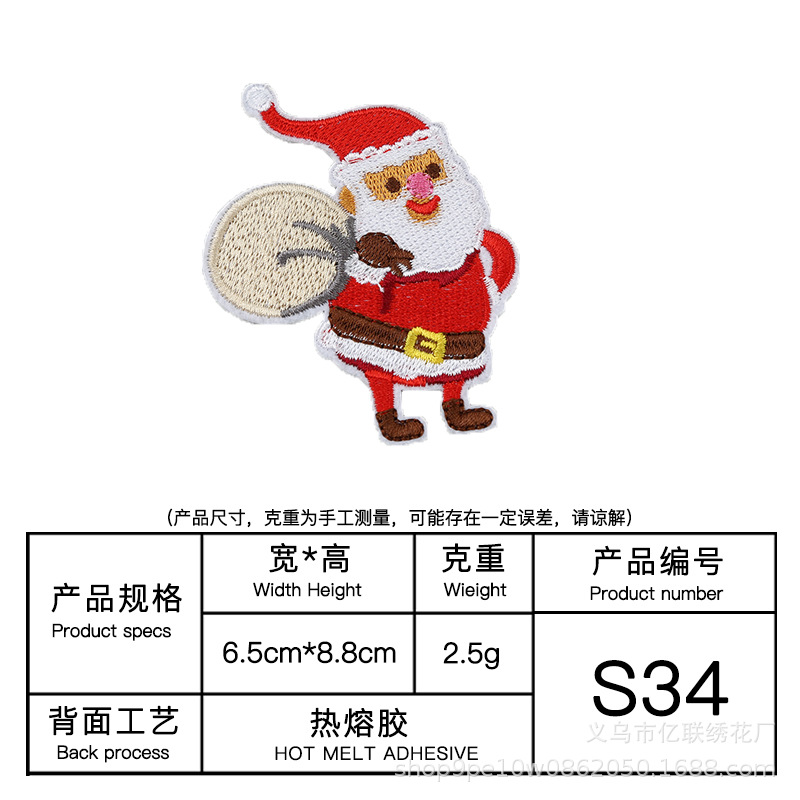 (产品尺寸，克重为手工测量，可能存在一定误差，请谅解)
产品规格
Product specs
宽*高
Width Height
克重
Wieight
产品编号
Product number
6.5cm*8.8cm
2.5g
S34
背面工艺
Back process
热熔胶
HOT MELT ADHESIVE
义乌市亿联绣花厂
shop9pe10w0862050.1688.com